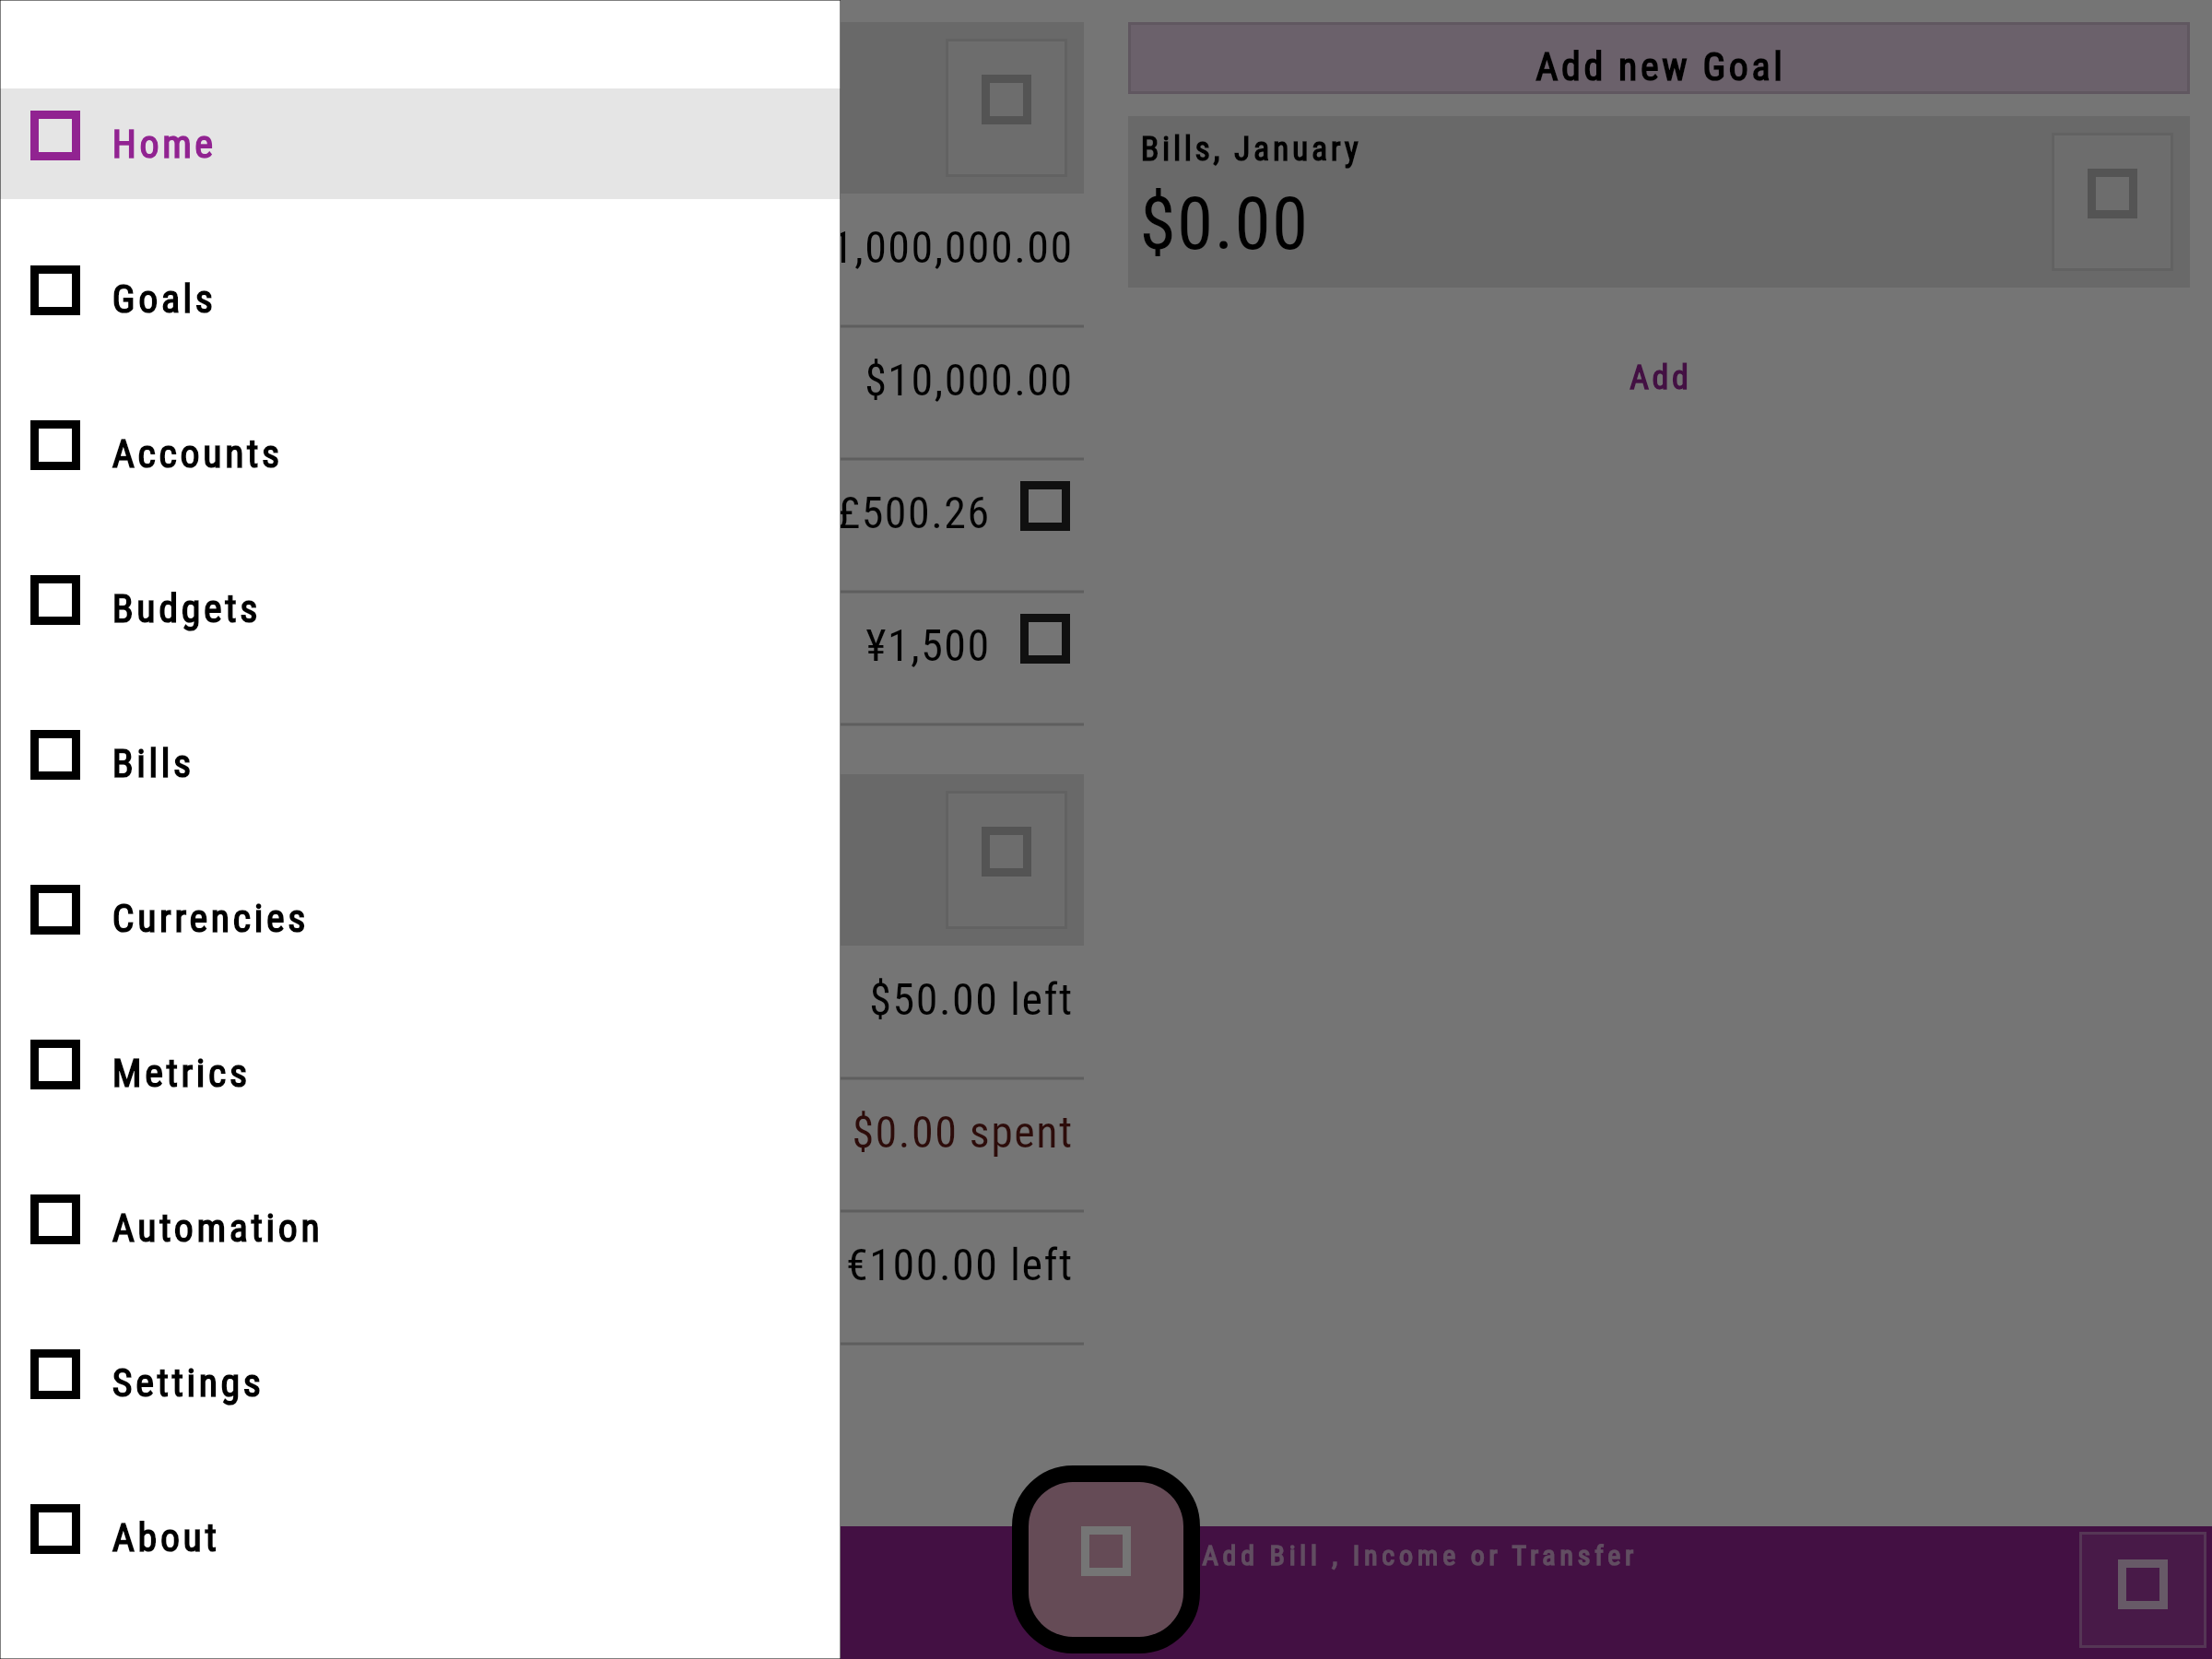 Home
Goals
Accounts
Budgets
Bills
Currencies
Metrics
Automation
Settings
About
1,000,000.00
$10,000.00
£500.26
¥1,500
$50.00 left
$0.00 spent
€100.00 left
Add new Goal
Bills, January
$0.00
Add
Add Bill , Income or Transfer